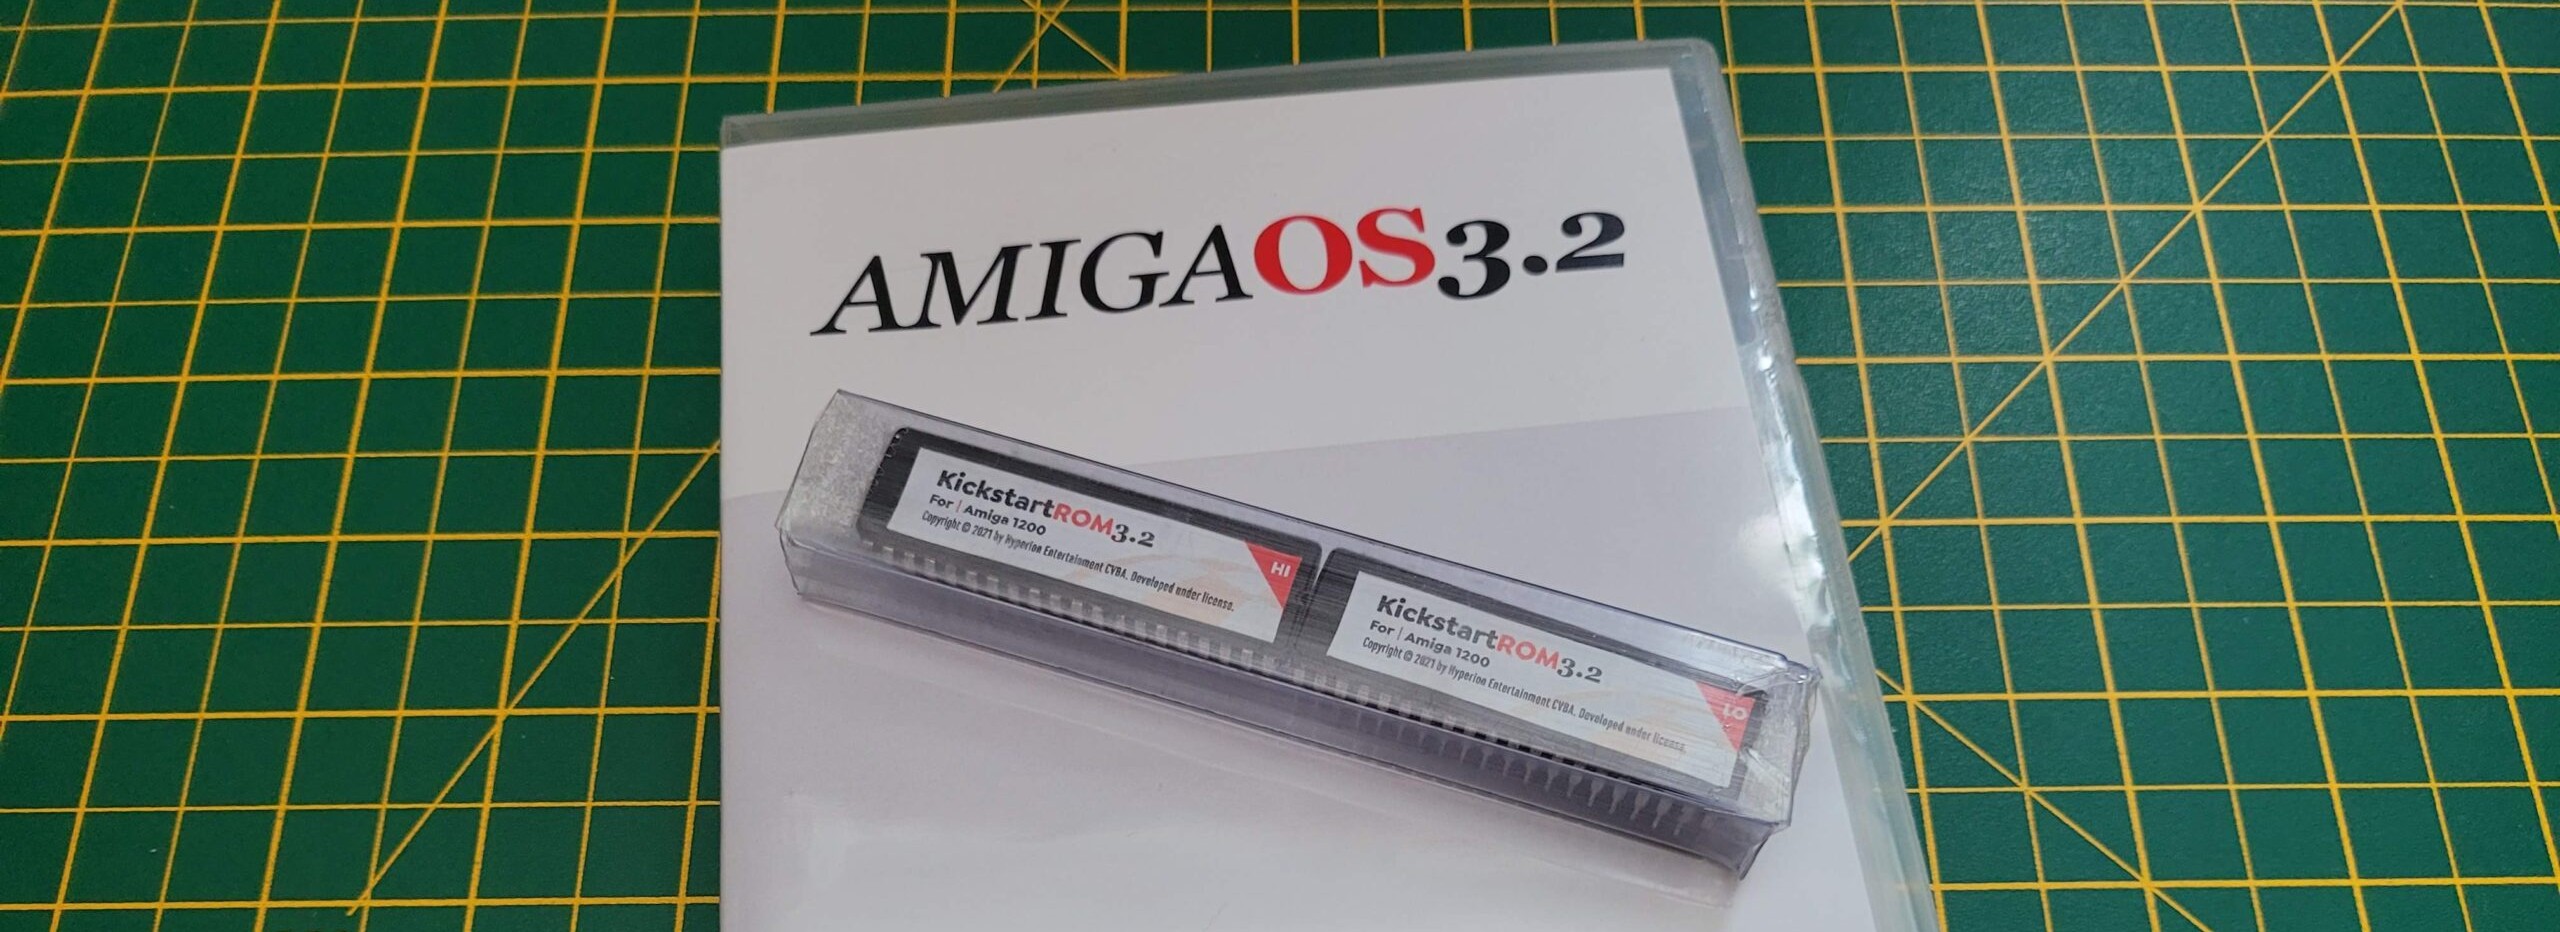 AMIGAOS3.2
KickstartROM3.2
For | Amiga 1200
Copyright © 2021 by Hyperion Entertainment CVBA. Developed under license.
HI
KickstartROM3.2
For | Amiga 1200
Copyright © 2021 by Hyperion Entertainment CVBA. Developed under license.
LO